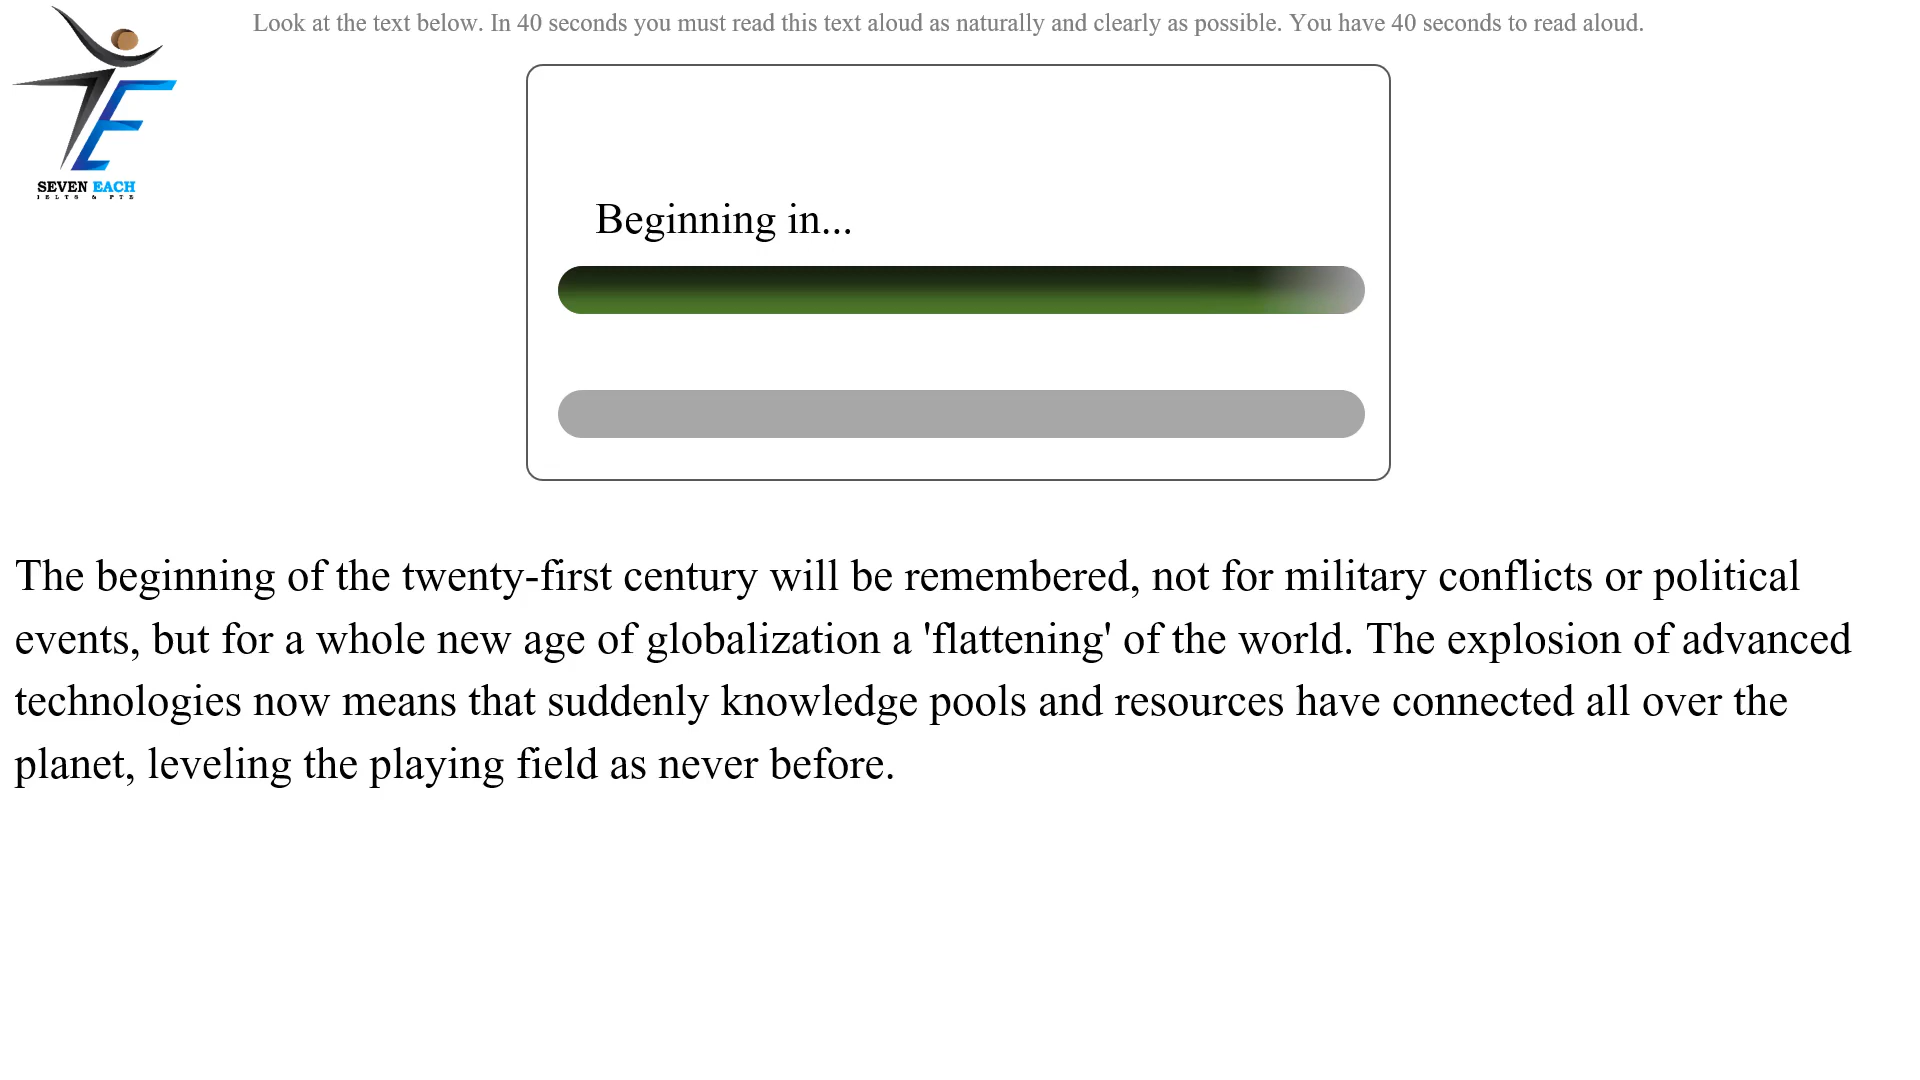 Look at the text below. In 40 seconds you must read this text aloud as naturally and clearly as possible. You have 40 seconds to read aloud.
SEVEN EACH
IELTS & PTE
Beginning in...
The beginning of the twenty-first century will be remembered, not for military conflicts or political
events, but for a whole new age of globalization a 'flattening' of the world. The explosion of advanced
technologies now means that suddenly knowledge pools and resources have connected all over the
planet, leveling the playing field as never before.